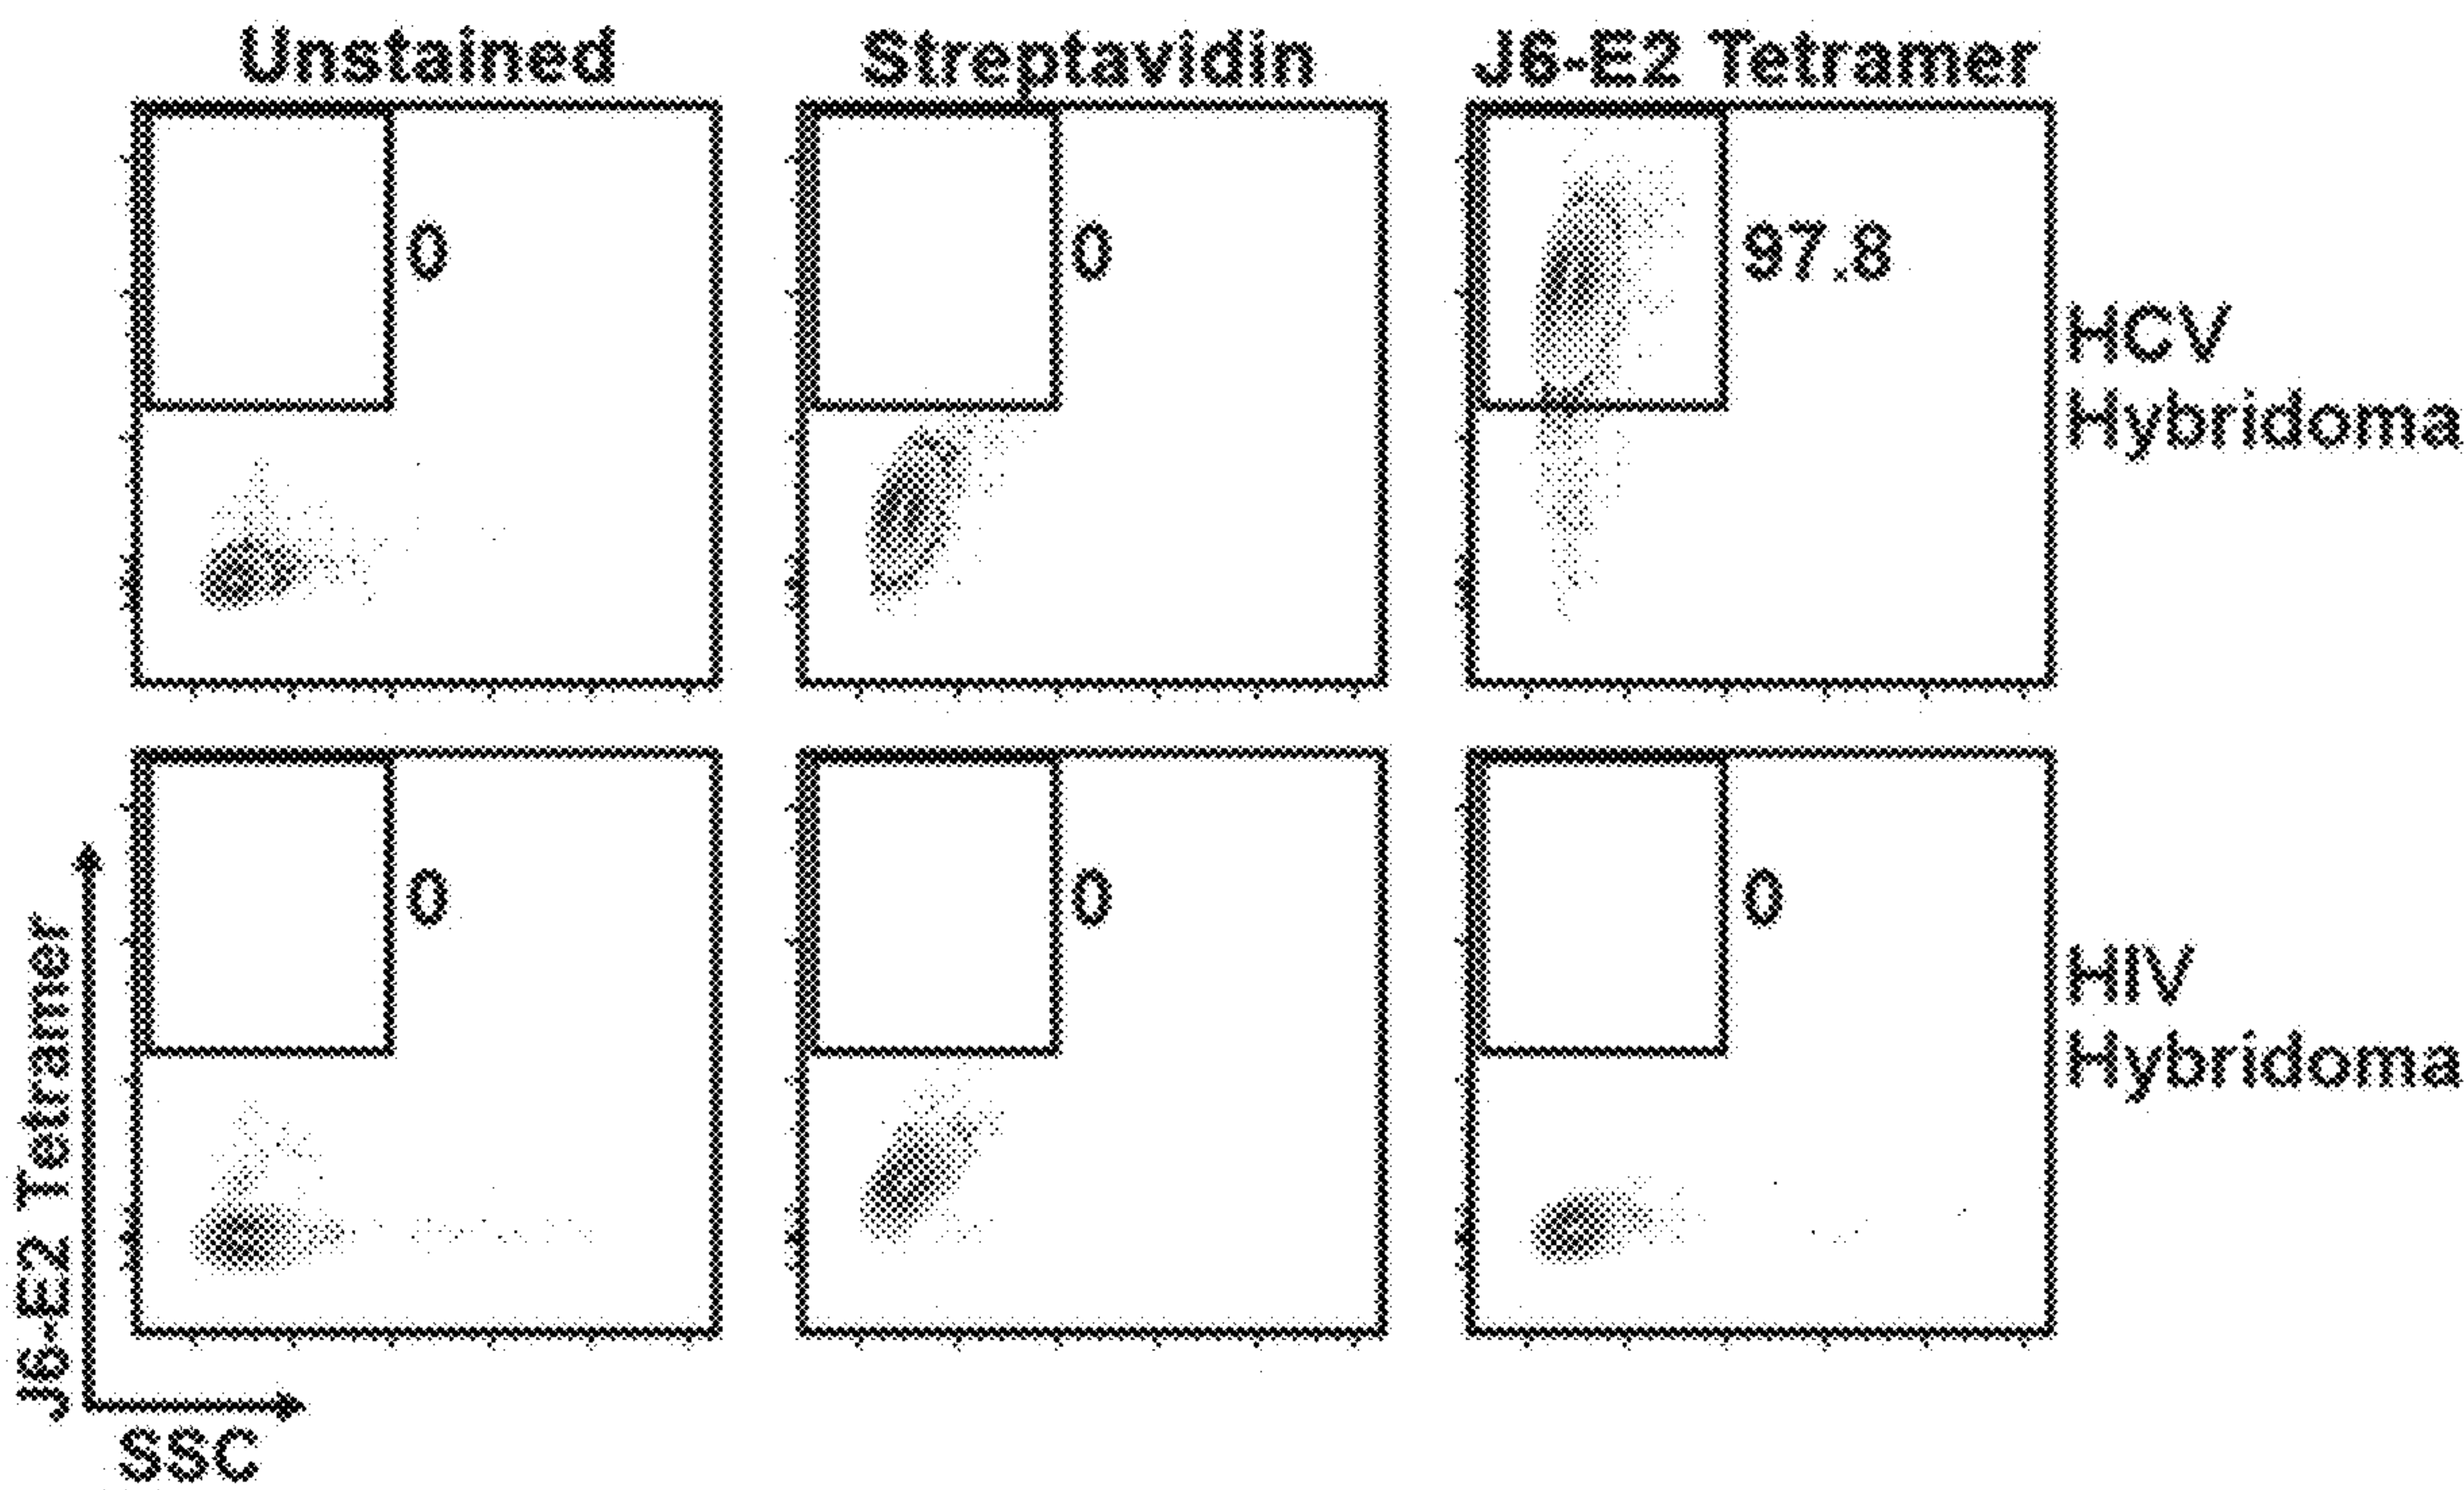 Unstained
Streptavidin
J6-E2 Tetramer
0
0
97.8
HCV
Hybridoma
0
0
0
HIV
Hybridoma
J6-E2 Tetramer
SSC